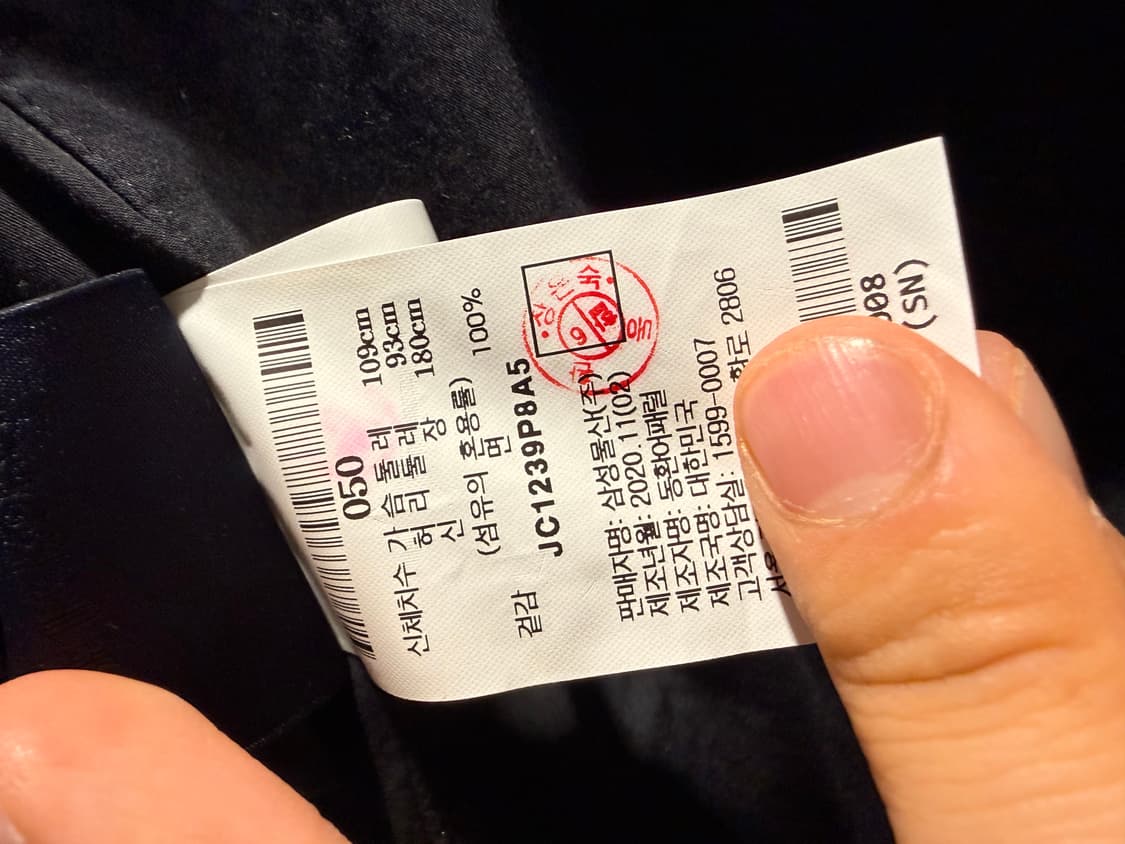 050
신체치수 가 슴 둘 레 109cm
허 리 둘 레 93cm
신 장 180cm
(섬유의 혼용률)
겉감 면 100%
JC1239P8A5
판매자명: 삼성물산(주)
제조년월: 2020.11(02)
제조자명: 동화어패럴
제조국명: 대한민국
고객상담실: 1599-0007
2806
008
(SN)